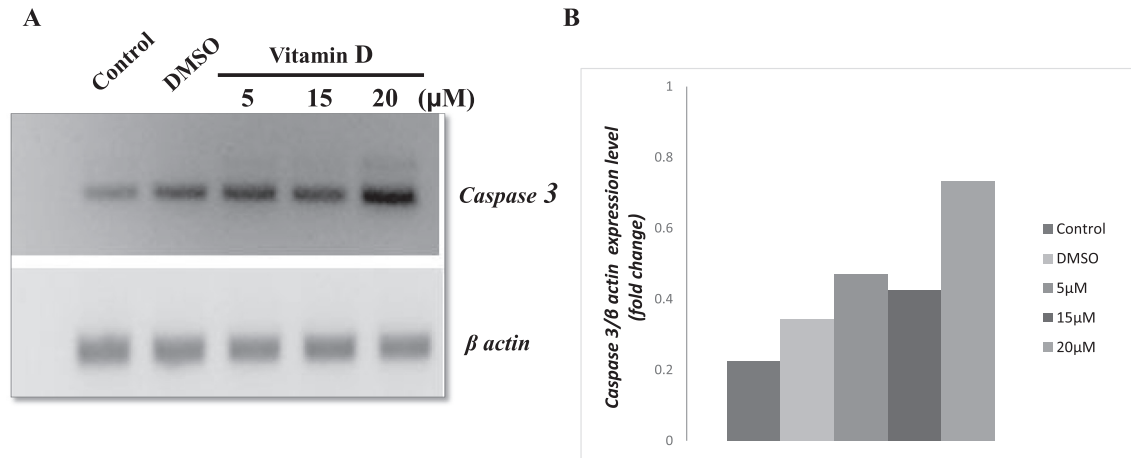 A
Control
DMSO
Vitamin D
5 15 20 (µM)
Caspase 3
β actin
B
Caspase 3/β actin expression level
(fold change)
1
0.8
0.6
0.4
0.2
0
Control
DMSO
5µM
15µM
20µM